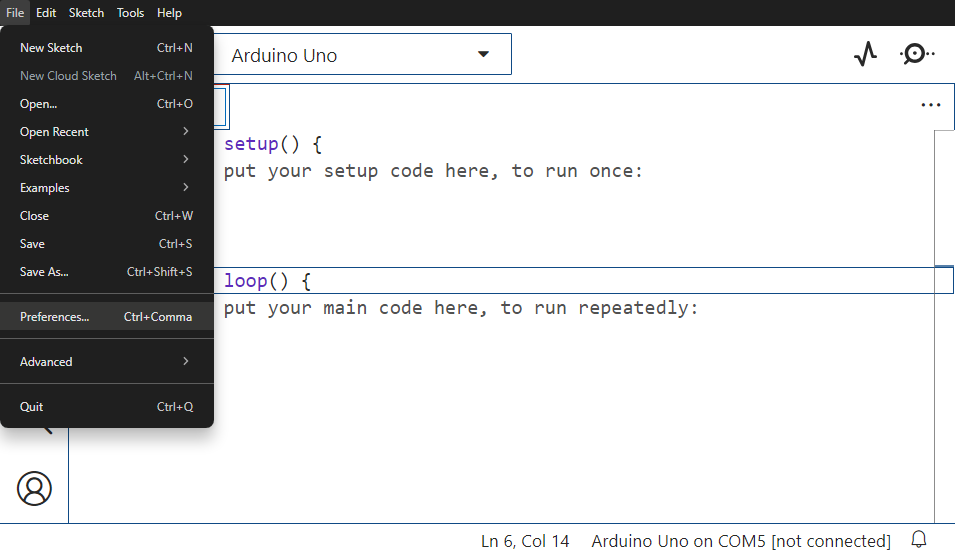 File Edit Sketch Tools Help
New Sketch Ctrl+N
New Cloud Sketch Alt+Ctrl+N
Open... Ctrl+O
Open Recent
Sketchbook
Examples
Close Ctrl+W
Save Ctrl+S
Save As... Ctrl+Shift+S
Preferences... Ctrl+Comma
Advanced
Quit Ctrl+Q
Arduino Uno
setup() {
put your setup code here, to run once:
loop() {
put your main code here, to run repeatedly:
Ln 6, Col 14 Arduino Uno on COM5 [not connected]